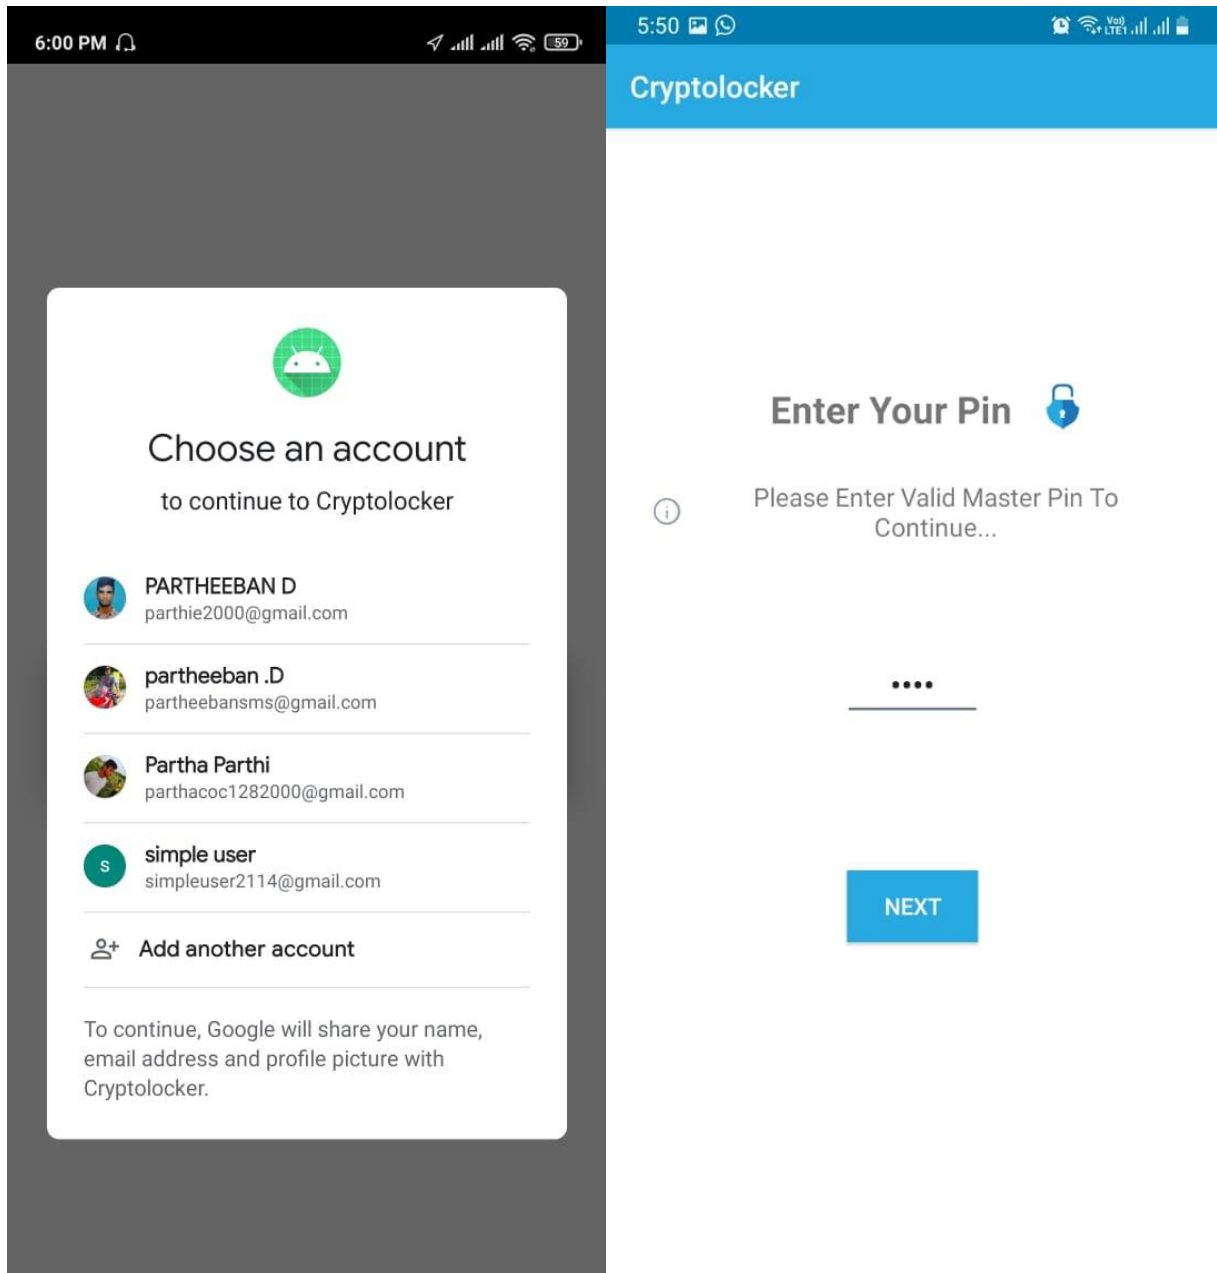 6:00 PM
59
Choose an account
to continue to Cryptolocker
PARTHEEBAN D
parthie2000@gmail.com
partheeban .D
partheebansms@gmail.com
Partha Parthi
parthacoc1282000@gmail.com
s
simple user
simpleuser2114@gmail.com
Add another account
To continue, Google will share your name,
email address and profile picture with
Cryptolocker.
5:50
Vo))
LTE1
Cryptolocker
Enter Your Pin
Please Enter Valid Master Pin To
Continue...
••••
NEXT